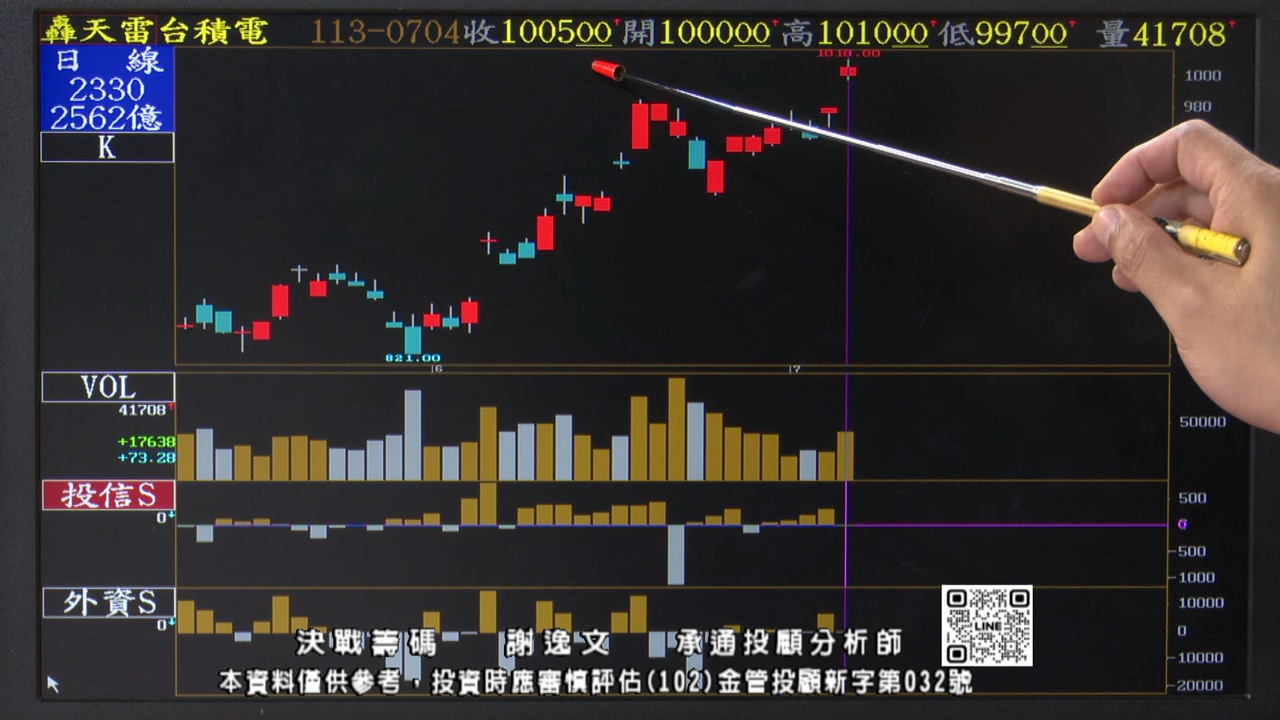 轟天雷台積電 113-0704收100500↑開100000↑高101000↑低99700↑ 量41708↑
日 線
2330
2562億
K
1010.00
1000
980
821.00
6
7
VOL
41708↑
+17638
+73.28
50000
投信S
0↓
500
0
500
1000
外資S
0↓
10000
0
10000
20000
LINE
決戰籌碼 謝逸文 承通投顧分析師
本資料僅供參考，投資時應審慎評估(102)金管投顧新字第032號